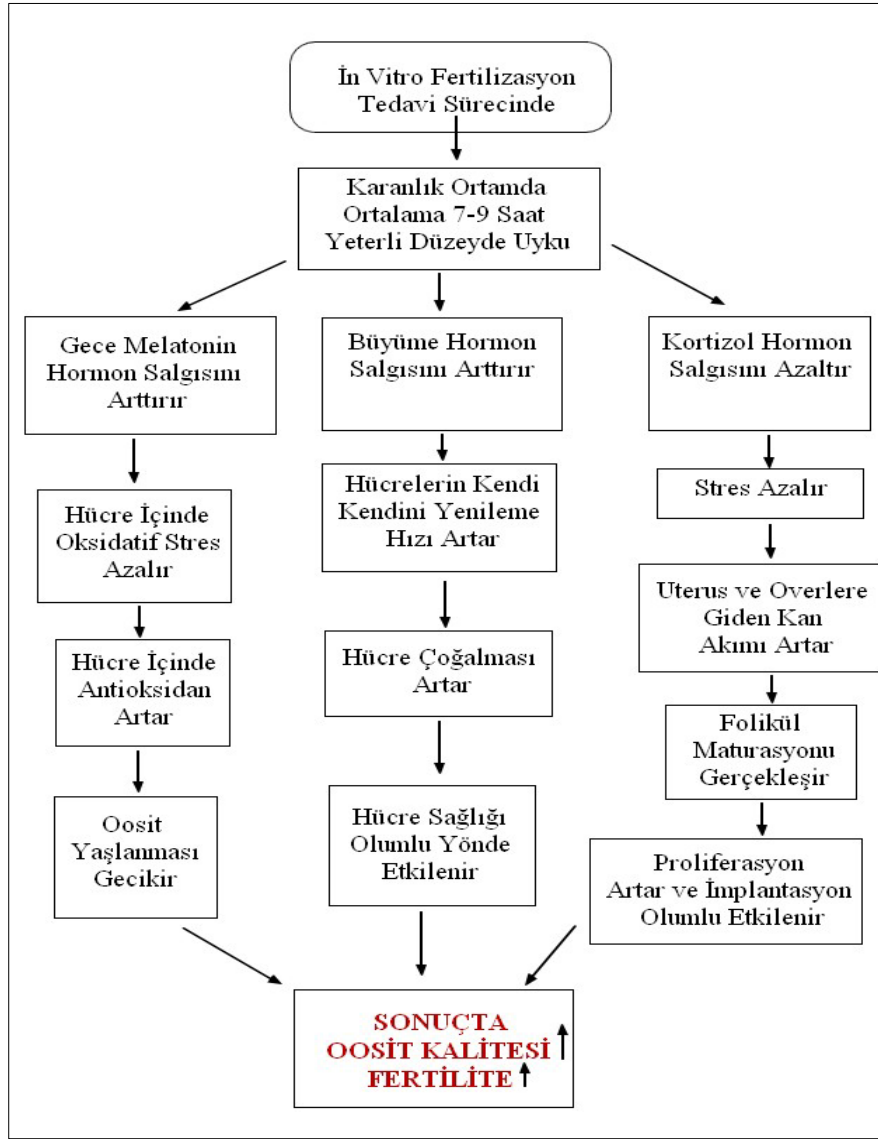 İn Vitro Fertilizasyon
Tedavi Sürecinde
Karanlık Ortamda
Ortalama 7-9 Saat
Yeterli Düzeyde Uyku
Gece Melatonin
Hormon Salgısını
Arttırır
Hücre İçinde
Oksidatif Stres
Azalır
Hücre İçinde
Antioksidan
Artar
Oosit
Yaşlanması
Gecikir
Büyüme Hormon
Salgısını Arttırır
Hücrelerin Kendi
Kendini Yenileme
Hızı Artar
Hücre Çoğalması
Artar
Hücre Sağlığı
Olumlu Yönde
Etkilenir
Kortizol Hormon
Salgısını Azaltır
Stres Azalır
Uterus ve Overlere
Giden Kan
Akımı Artar
Folikül
Maturasyonu
Gerçekleşir
Proliferasyon
Artar ve İmplantasyon
Olumlu Etkilenir
SONUÇTA
OOSİT KALİTESİ
FERTİLİTE